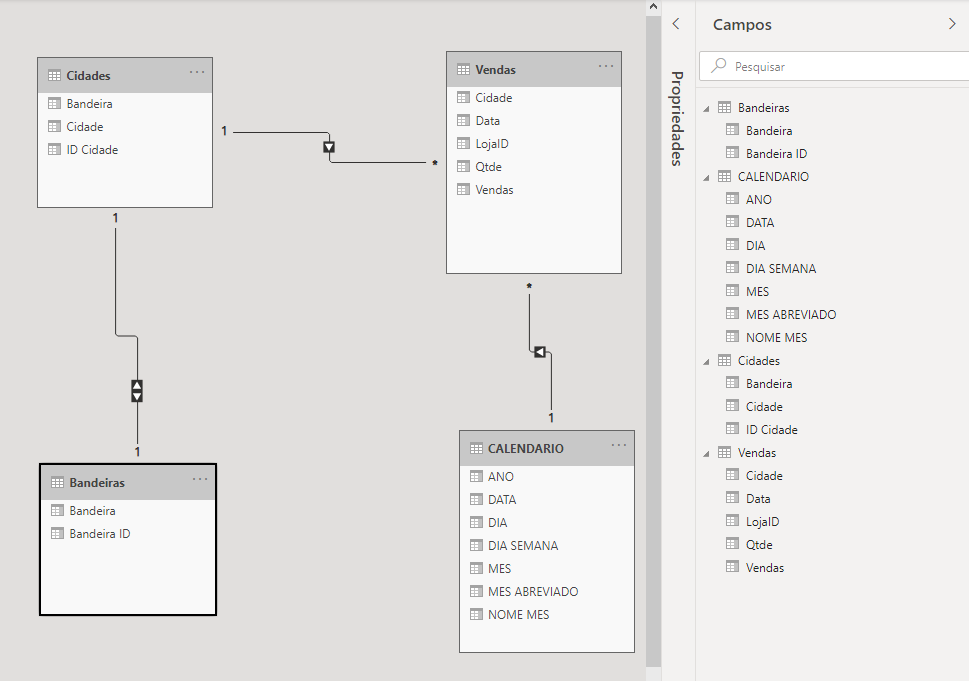 Cidades
...
Bandeira
Cidade
ID Cidade
1
1
*
Vendas
...
Cidade
Data
LojaID
Qtde
Vendas
*
1
1
Bandeiras
...
Bandeira
Bandeira ID
CALENDARIO
...
ANO
DATA
DIA
DIA SEMANA
MES
MES ABREVIADO
NOME MES
Propriedades
Campos
Pesquisar
Bandeiras
Bandeira
Bandeira ID
CALENDARIO
ANO
DATA
DIA
DIA SEMANA
MES
MES ABREVIADO
NOME MES
Cidades
Bandeira
Cidade
ID Cidade
Vendas
Cidade
Data
LojaID
Qtde
Vendas